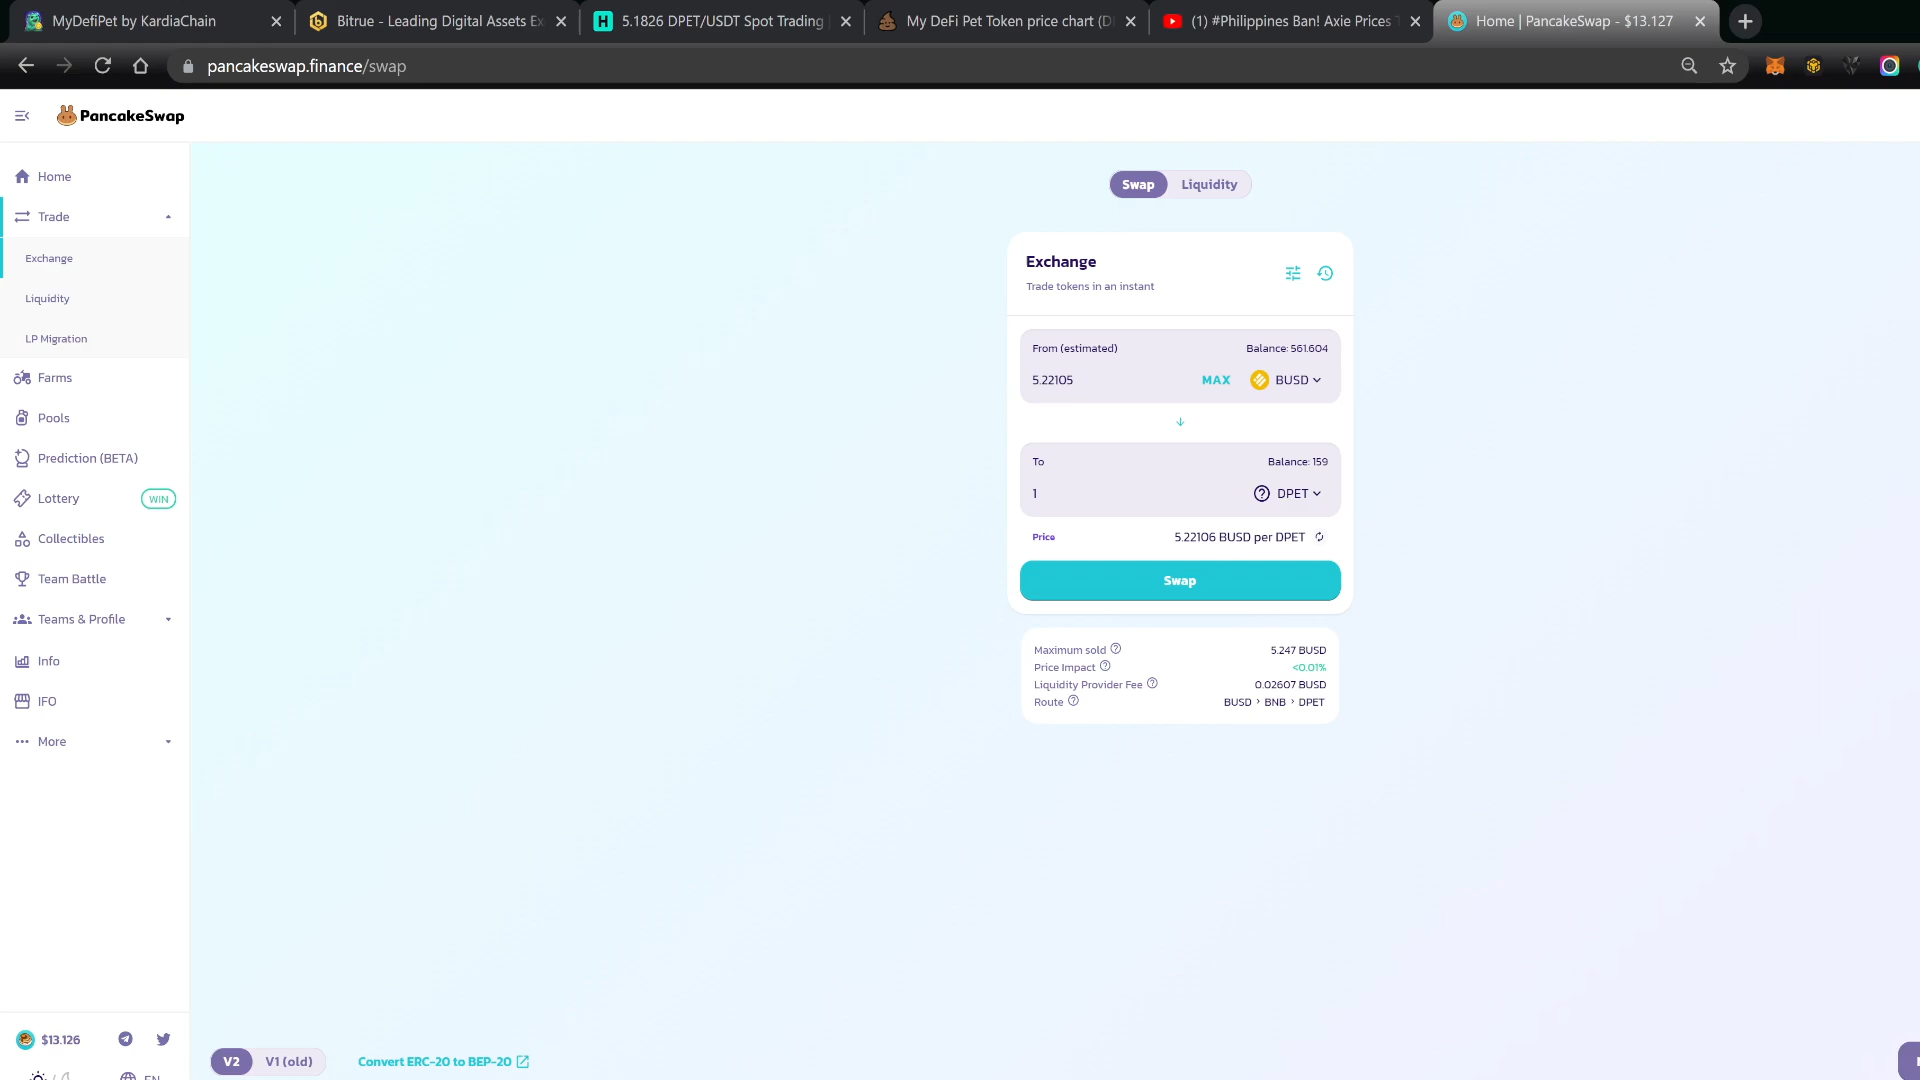 MyDefiPet by KardiaChain
Bitrue - Leading Digital Assets Ex
5.1826 DPET/USDT Spot Trading
My DeFi Pet Token price chart (D
(1) #Philippines Ban! Axie Prices
Home | PancakeSwap - $13.127
pancakeswap.finance/swap
PancakeSwap
Home
Trade
Exchange
Liquidity
LP Migration
Farms
Pools
Prediction (BETA)
Lottery
WIN
Collectibles
Team Battle
Teams & Profile
Info
IFO
More
$13.126
EN
Swap
Liquidity
Exchange
Trade tokens in an instant
From (estimated)
Balance: 561.604
5.22105
MAX
BUSD
To
Balance: 159
1
DPET
Price
5.22106 BUSD per DPET
Swap
Maximum sold
5.247 BUSD
Price Impact
<0.01%
Liquidity Provider Fee
0.02607 BUSD
Route
BUSD > BNB > DPET
V2
V1 (old)
Convert ERC-20 to BEP-20